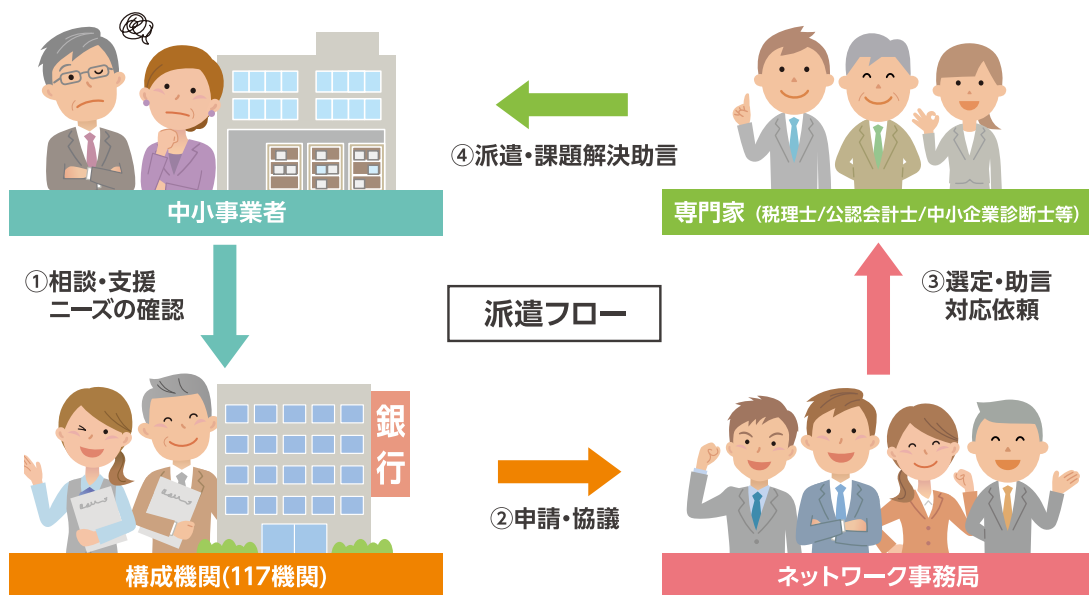 ④派遣・課題解決助言
中小事業者
専門家（税理士/公認会計士/中小企業診断士等）
①相談・支援
ニーズの確認
派遣フロー
③選定・助言
対応依頼
銀行
②申請・協議
構成機関(117機関)
ネットワーク事務局